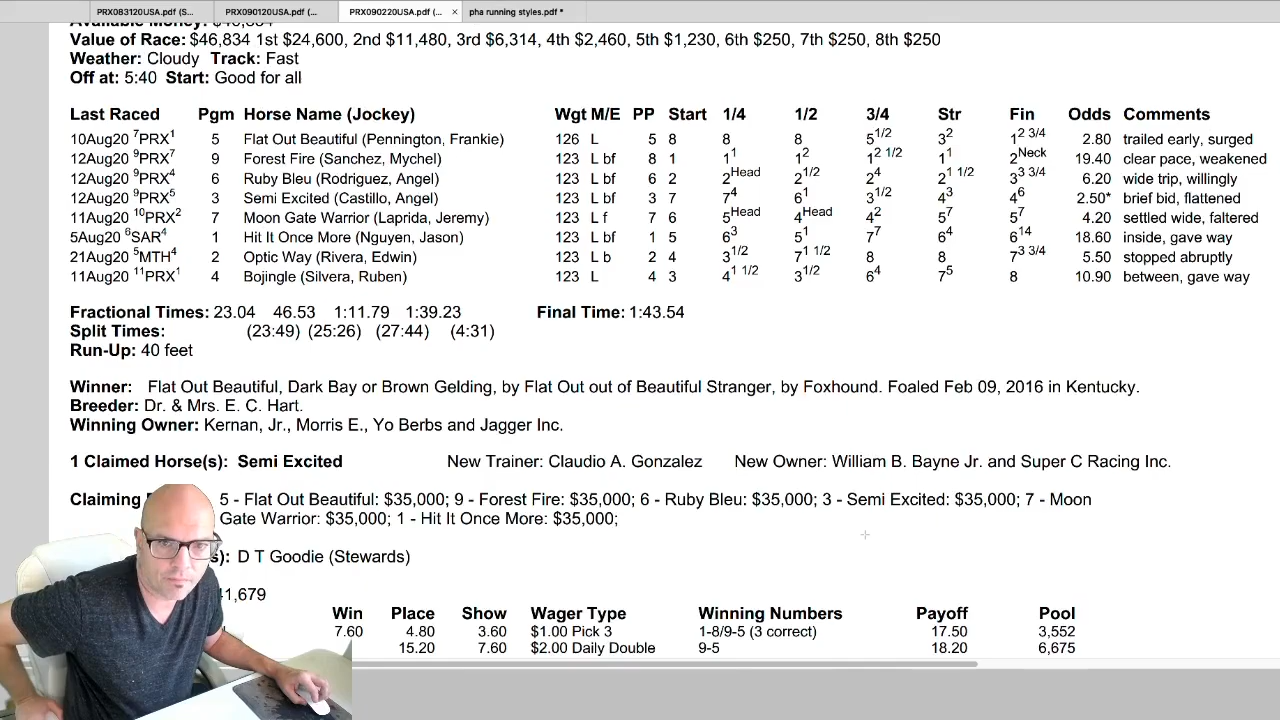 PRX083120USA.pdf (S... PRX090120USA.pdf (... PRX090220USA.pdf (... × pha running styles.pdf *
Value of Race: $46,834 1st $24,600, 2nd $11,480, 3rd $6,314, 4th $2,460, 5th $1,230, 6th $250, 7th $250, 8th $250
Weather: Cloudy Track: Fast
Off at: 5:40 Start: Good for all
Last Raced Pgm Horse Name (Jockey) Wgt M/E PP Start 1/4 1/2 3/4 Str Fin Odds Comments
10Aug20 7PRX1 5 Flat Out Beautiful (Pennington, Frankie) 126 L 5 8 8 8 5 1/2 3 2 1 2 3/4 2.80 trailed early, surged
12Aug20 9PRX7 9 Forest Fire (Sanchez, Mychel) 123 L bf 8 1 1 1 1 2 1 2 1/2 1 1 2 Neck 19.40 clear pace, weakened
12Aug20 9PRX4 6 Ruby Bleu (Rodriguez, Angel) 123 L bf 6 2 2 Head 2 1/2 2 4 2 1 1/2 3 3 3/4 6.20 wide trip, willingly
12Aug20 9PRX5 3 Semi Excited (Castillo, Angel) 123 L bf 3 7 7 4 6 1 3 1/2 4 3 4 6 2.50* brief bid, flattened
11Aug20 10PRX2 7 Moon Gate Warrior (Laprida, Jeremy) 123 L f 7 6 5 Head 4 Head 4 2 5 7 5 7 4.20 settled wide, faltered
5Aug20 6SAR4 1 Hit It Once More (Nguyen, Jason) 123 L bf 1 5 6 3 5 1 7 7 6 4 6 14 18.60 inside, gave way
21Aug20 5MTH4 2 Optic Way (Rivera, Edwin) 123 L b 2 4 3 1/2 7 1 1/2 8 8 7 3 3/4 5.50 stopped abruptly
11Aug20 11PRX1 4 Bojingle (Silvera, Ruben) 123 L 4 3 4 1 1/2 3 1/2 6 4 7 5 8 10.90 between, gave way
Fractional Times: 23.04 46.53 1:11.79 1:39.23 Final Time: 1:43.54
Split Times: (23:49) (25:26) (27:44) (4:31)
Run-Up: 40 feet
Winner: Flat Out Beautiful, Dark Bay or Brown Gelding, by Flat Out out of Beautiful Stranger, by Foxhound. Foaled Feb 09, 2016 in Kentucky.
Breeder: Dr. & Mrs. E. C. Hart.
Winning Owner: Kernan, Jr., Morris E., Yo Berbs and Jagger Inc.
1 Claimed Horse(s): Semi Excited New Trainer: Claudio A. Gonzalez New Owner: William B. Bayne Jr. and Super C Racing Inc.
Claiming 5 - Flat Out Beautiful: $35,000; 9 - Forest Fire: $35,000; 6 - Ruby Bleu: $35,000; 3 - Semi Excited: $35,000; 7 - Moon
Gate Warrior: $35,000; 1 - Hit It Once More: $35,000;
): D T Goodie (Stewards)
1,679
Win Place Show Wager Type Winning Numbers Payoff Pool
7.60 4.80 3.60 $1.00 Pick 3 1-8/9-5 (3 correct) 17.50 3,552
15.20 7.60 $2.00 Daily Double 9-5 18.20 6,675